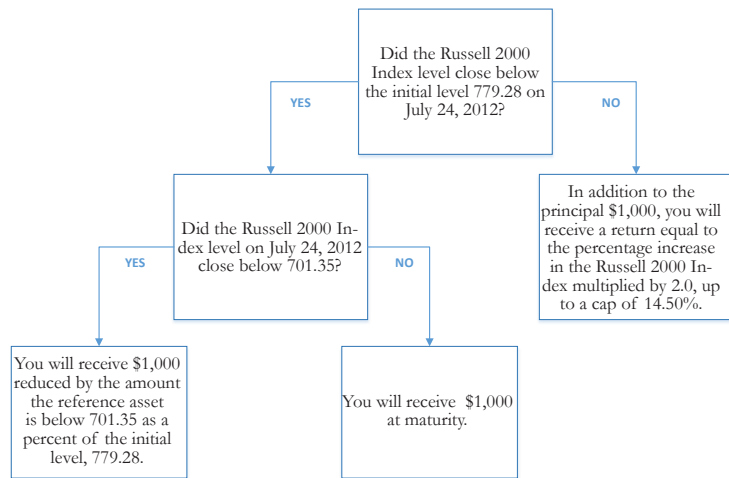 Did the Russell 2000
Index level close below
the initial level 779.28 on
July 24, 2012?
YES
NO
Did the Russell 2000 In-
dex level on July 24, 2012
close below 701.35?
In addition to the
principal $1,000, you will
receive a return equal to
the percentage increase
in the Russell 2000 In-
dex multiplied by 2.0, up
to a cap of 14.50%.
YES
NO
You will receive $1,000
reduced by the amount
the reference asset
is below 701.35 as a
percent of the initial
level, 779.28.
You will receive $1,000
at maturity.